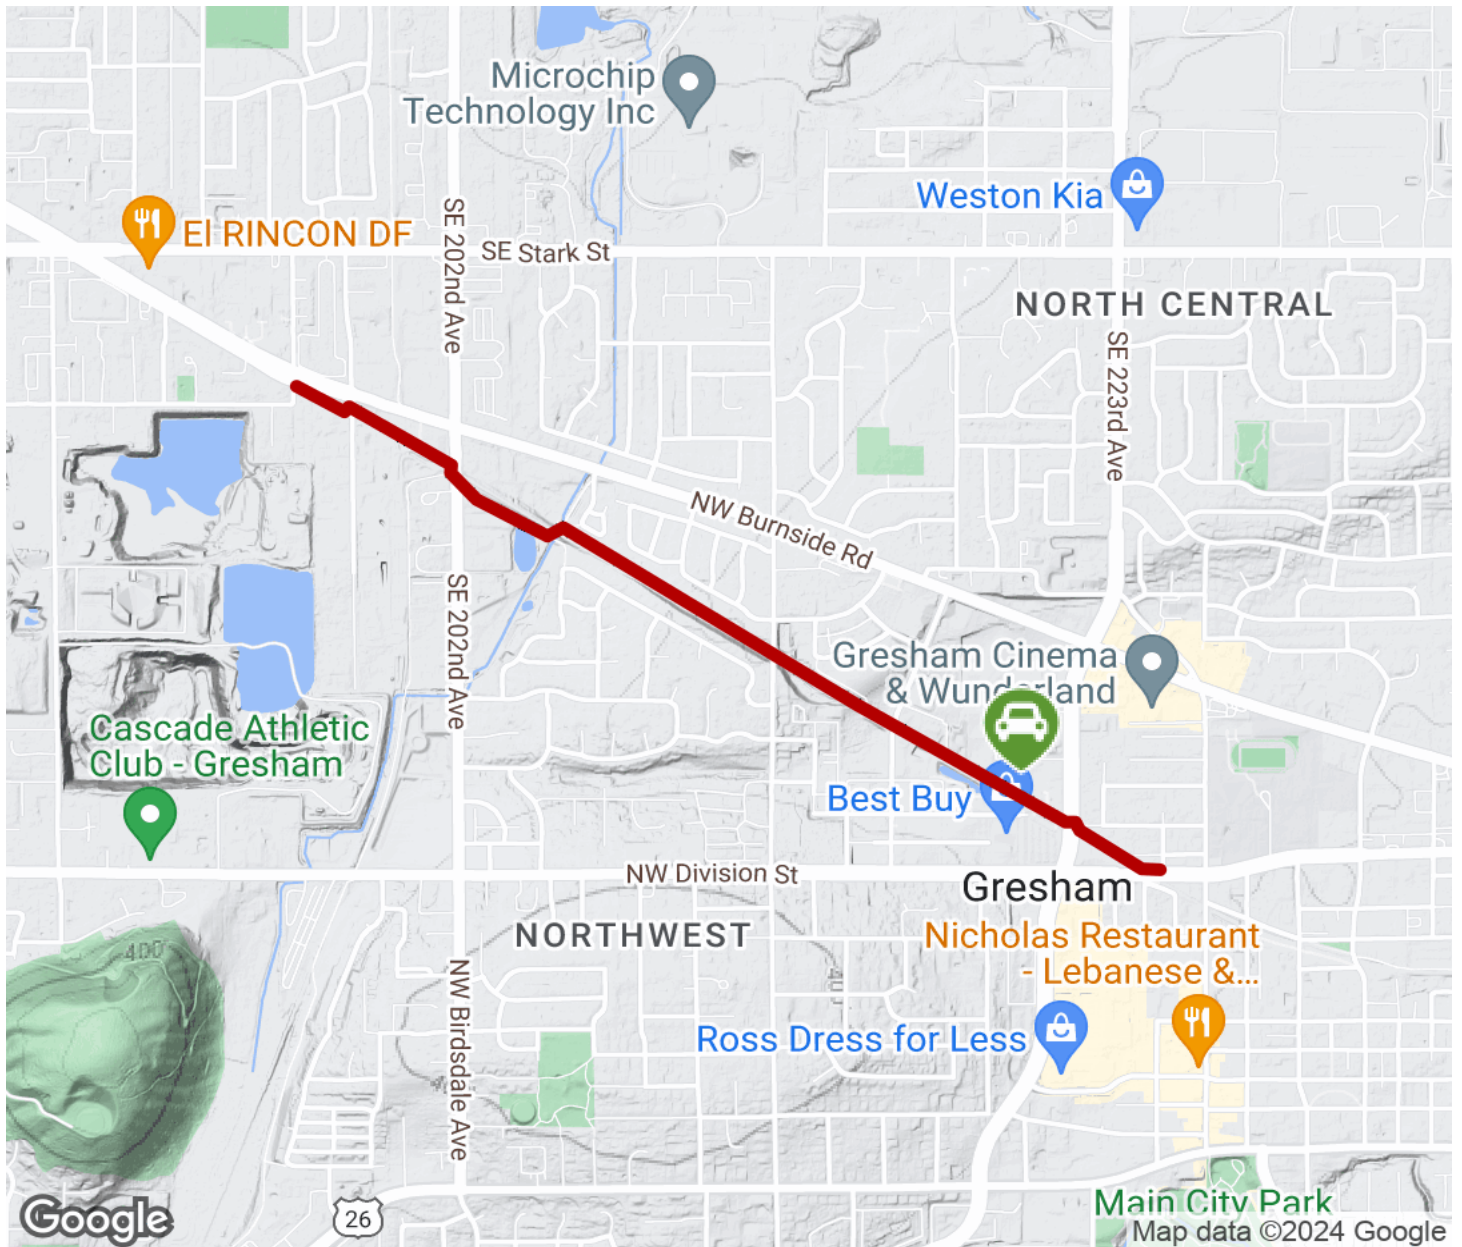 Microchip
Technology Inc
Weston Kia
El RINCON DF
SE 202nd Ave
SE Stark St
NORTH CENTRAL
SE 223rd Ave
NW Burnside Rd
SE 202nd Ave
Gresham Cinema
& Wunderland
Cascade Athletic
Club - Gresham
Best Buy
NW Division St
Gresham
NORTHWEST
Nicholas Restaurant
- Lebanese &...
400
NW Birdsdale Ave
Ross Dress for Less
Main City Park
Google
26
Map data ©2024 Google